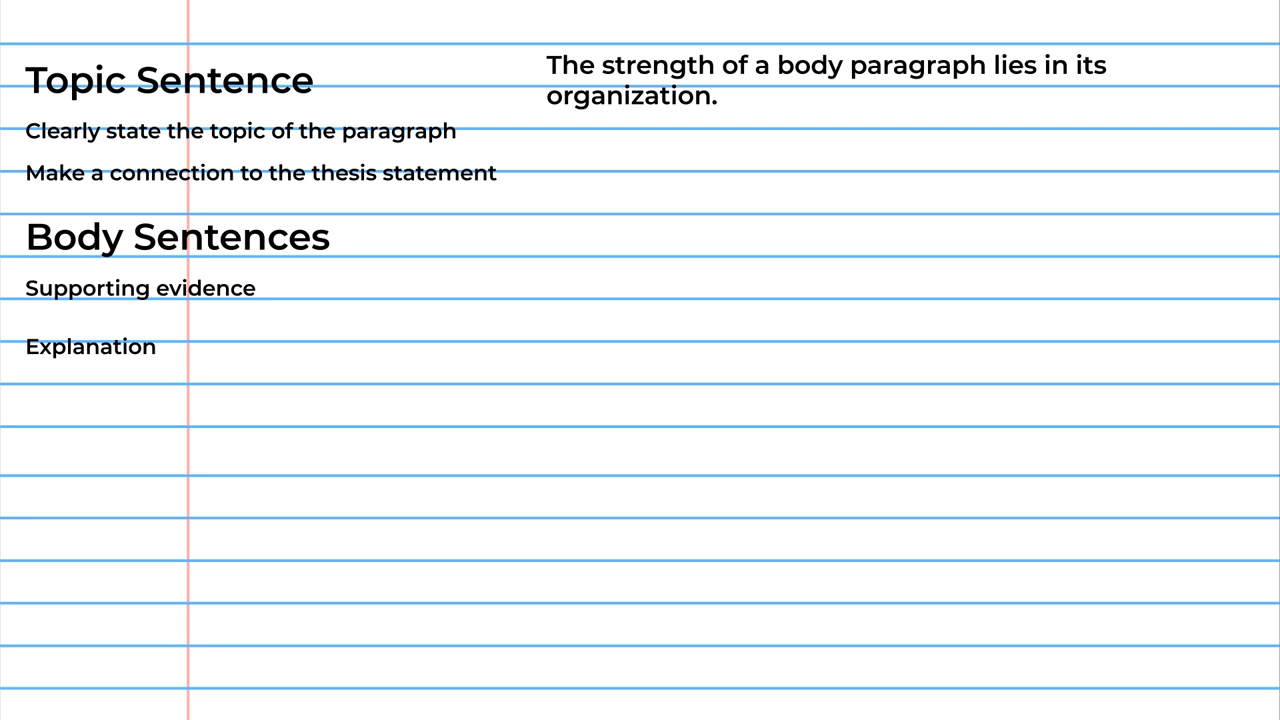 Topic Sentence
Clearly state the topic of the paragraph
Make a connection to the thesis statement
Body Sentences
Supporting evidence
Explanation
The strength of a body paragraph lies in its
organization.